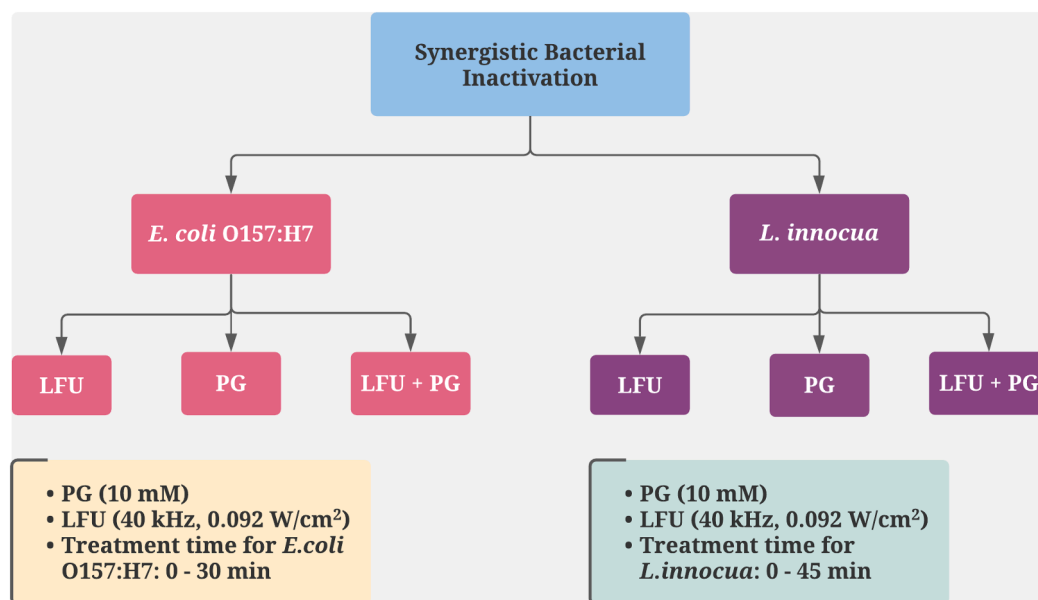 Synergistic Bacterial
Inactivation
E. coli O157:H7
L. innocua
LFU
PG
LFU + PG
LFU
PG
LFU + PG
• PG (10 mM)
• LFU (40 kHz, 0.092 W/cm²)
• Treatment time for E.coli
O157:H7: 0 - 30 min
• PG (10 mM)
• LFU (40 kHz, 0.092 W/cm²)
• Treatment time for
L.innocua: 0 - 45 min